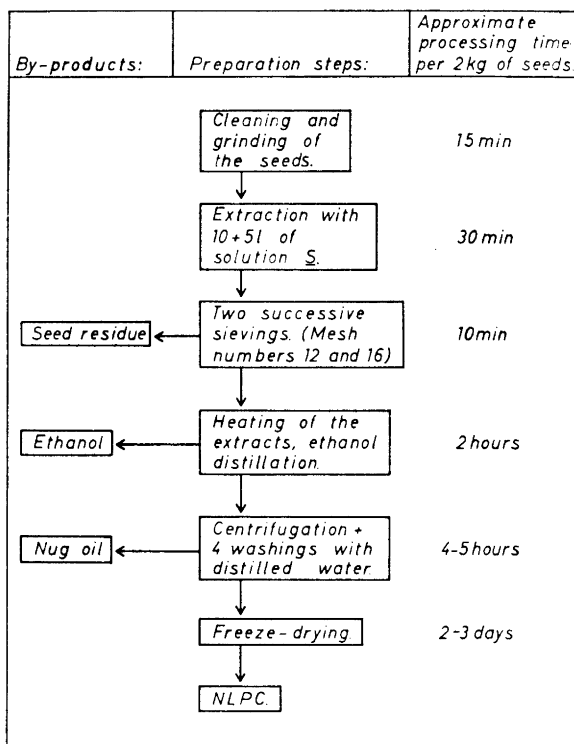 Approximate
processing time
By-products:
Preparation steps:
per 2kg of seeds.
Cleaning and
grinding of
the seeds.
15 min
Extraction with
10 + 5 l of
solution S.
30 min
Two successive
sievings. (Mesh
numbers 12 and 16)
Seed residue
10 min
Heating of the
extracts, ethanol
distillation.
Ethanol
2 hours
Centrifugation +
4 washings with
distilled water.
Nug oil
4-5 hours
Freeze-drying.
2-3 days
NLPC.